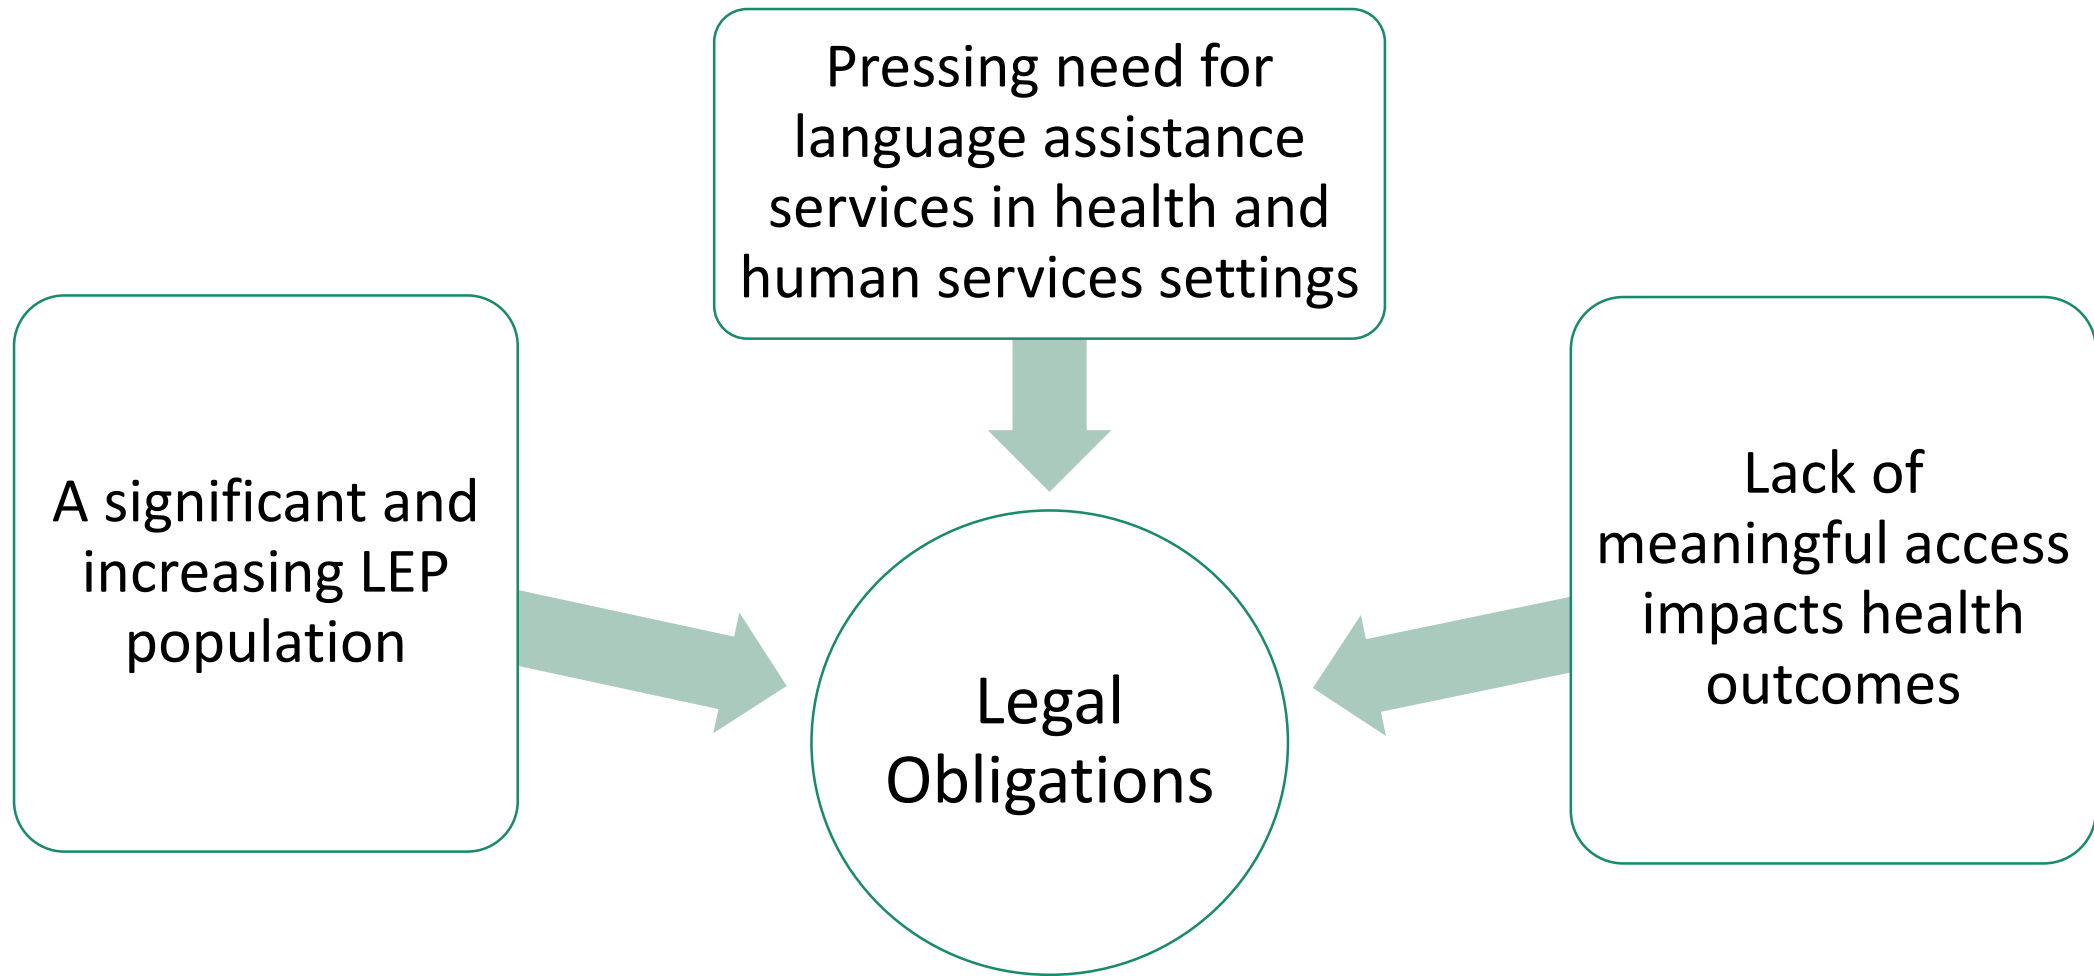 Pressing need for
language assistance
services in health and
human services settings
A significant and
increasing LEP
population
Lack of
meaningful access
impacts health
outcomes
Legal
Obligations